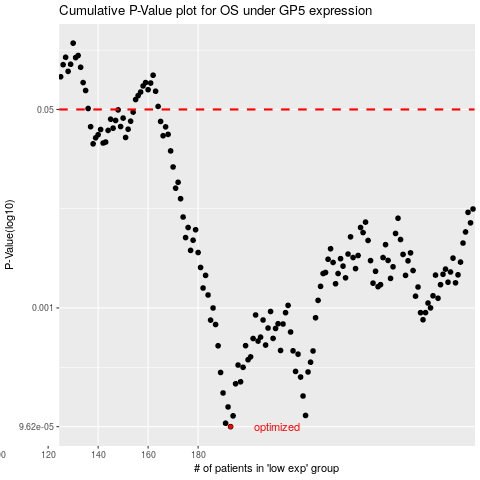 Cumulative P-Value plot for OS under GP5 expression
P-Value(log10)
0.05
0.001
9.62e-05
optimized
0 120 140 160 180
# of patients in 'low exp' group